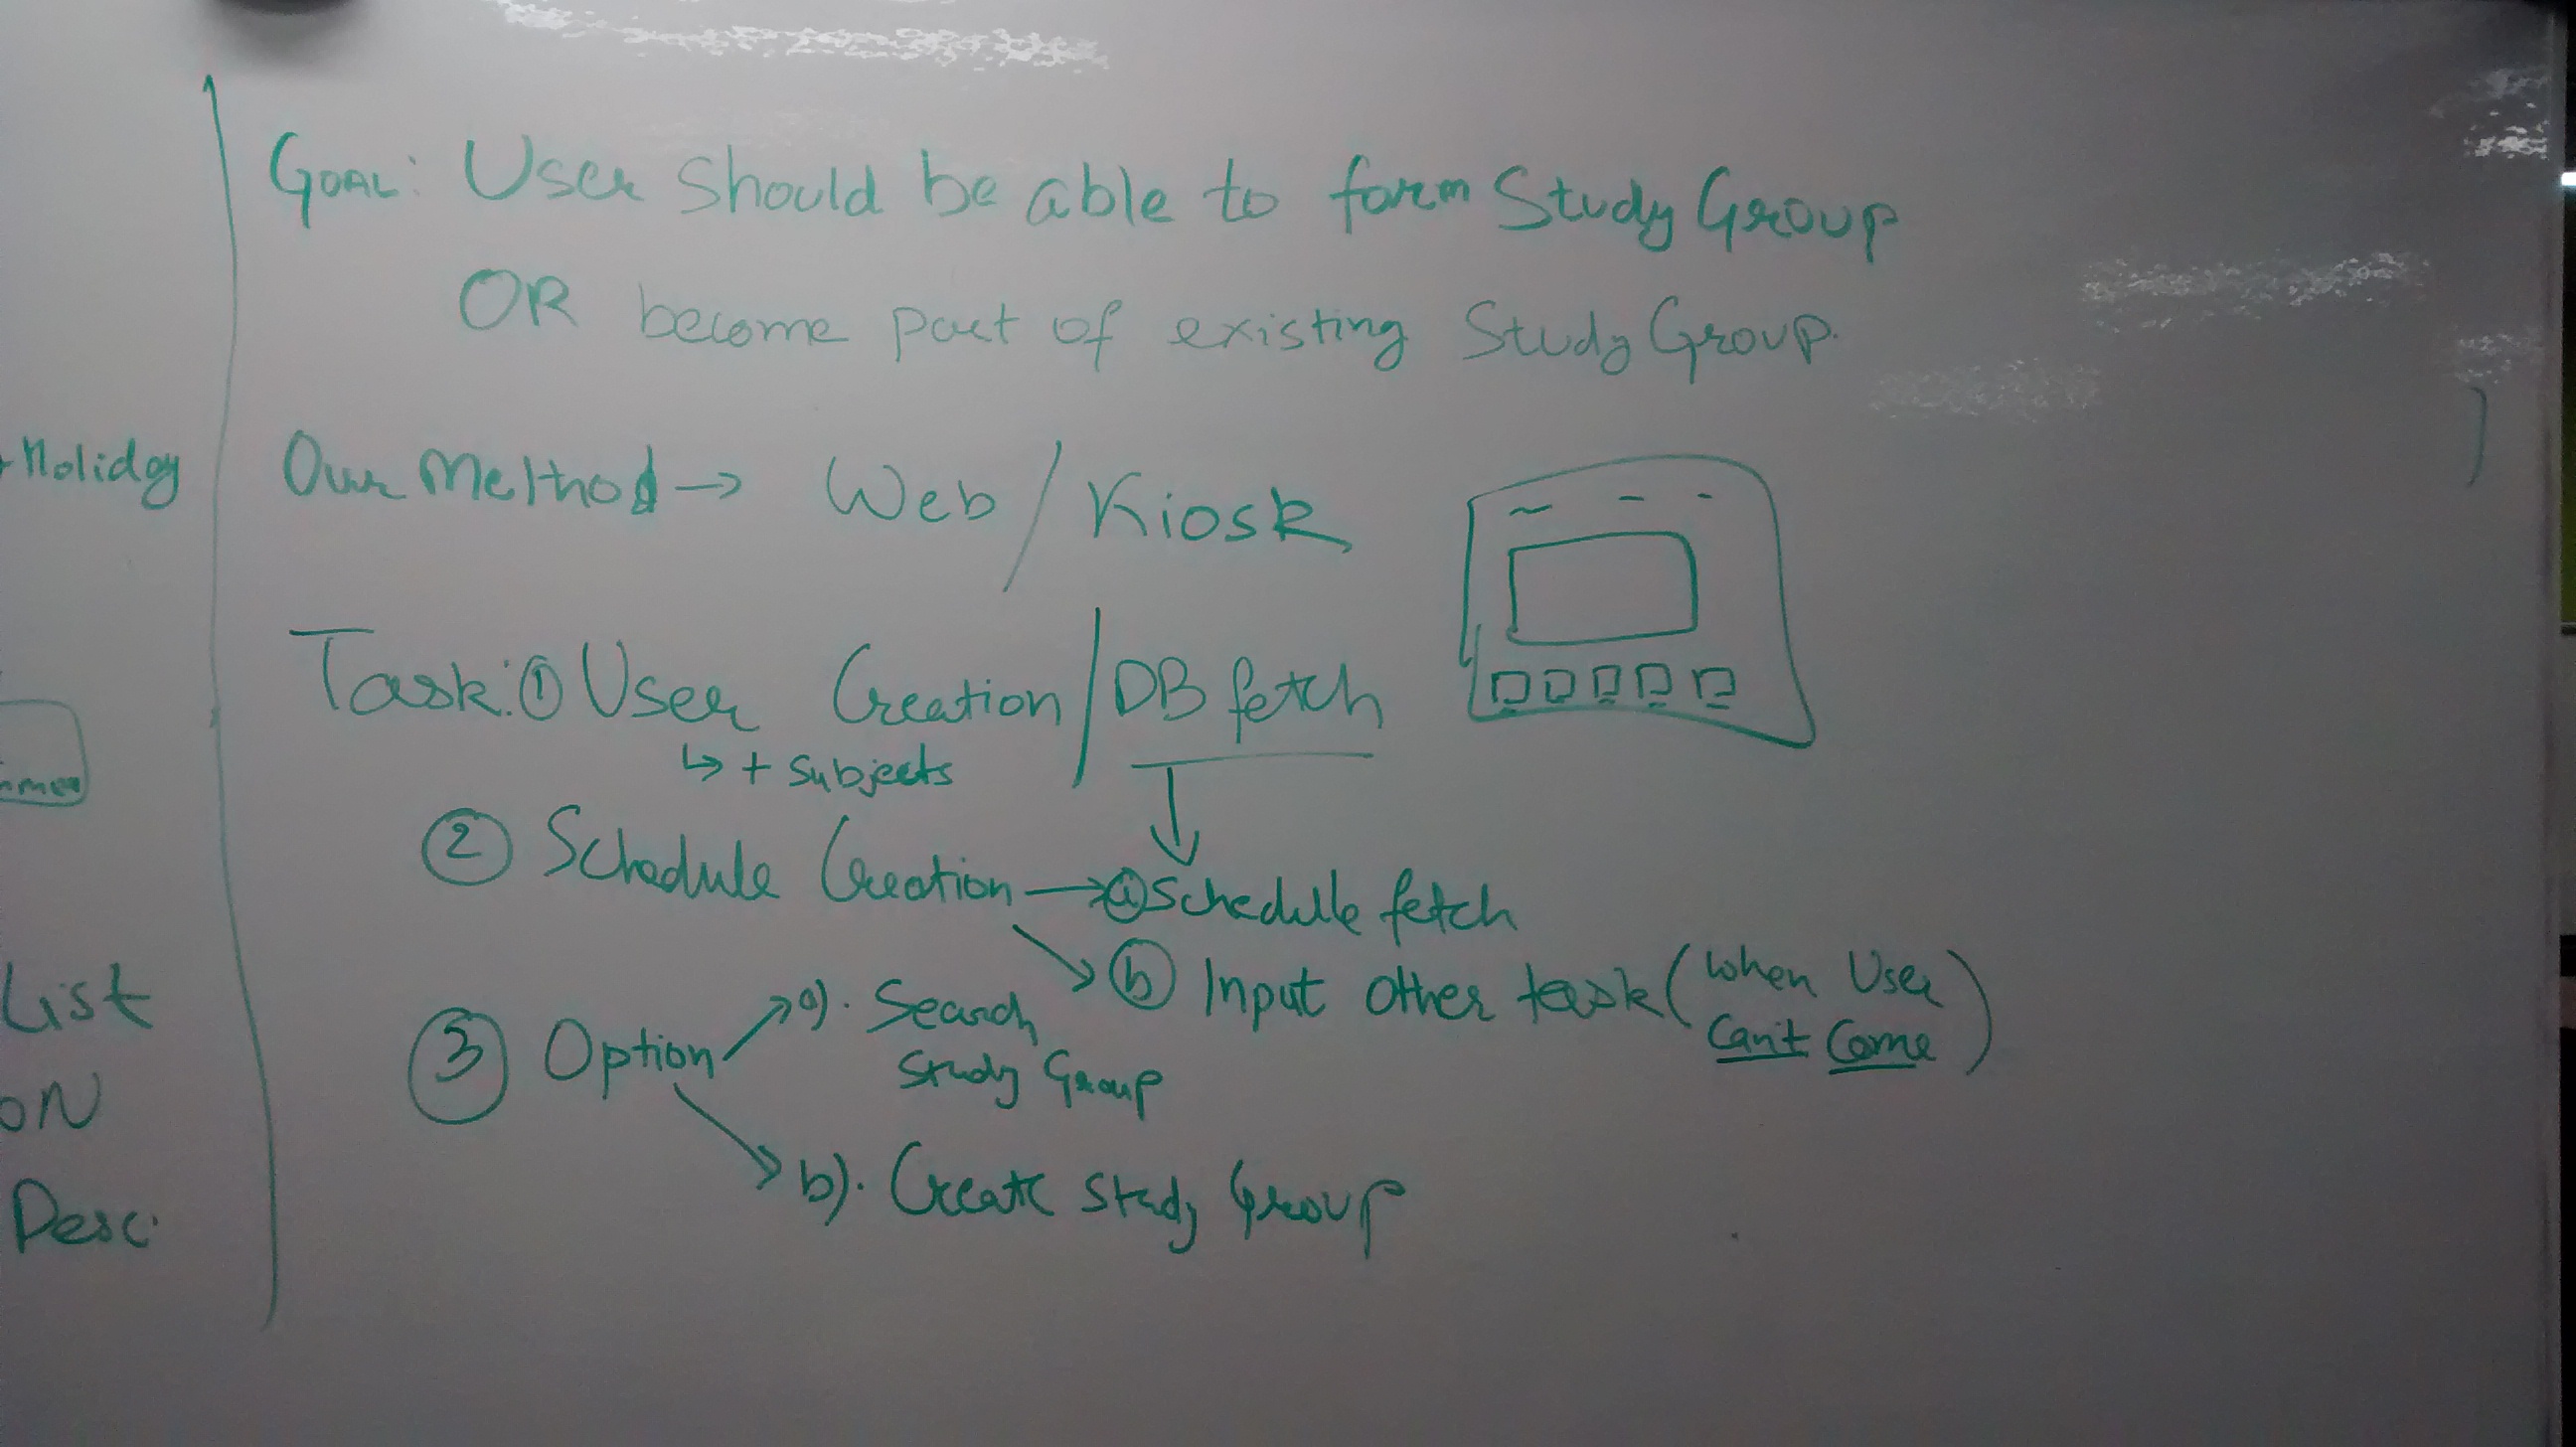 GOAL: User should be able to form Study Group
OR become part of existing Study Group.
Holiday
Our Method → Web / Kiosk
Task: ① User Creation / DB fetch
↳ + Subjects
② Schedule Creation → ⓐ Schedule fetch
→ ⓑ Input other task (when User
can't Come)
③ Option → a). Search
Study Group
→ b). Create Study Group
List
ON
Desc.